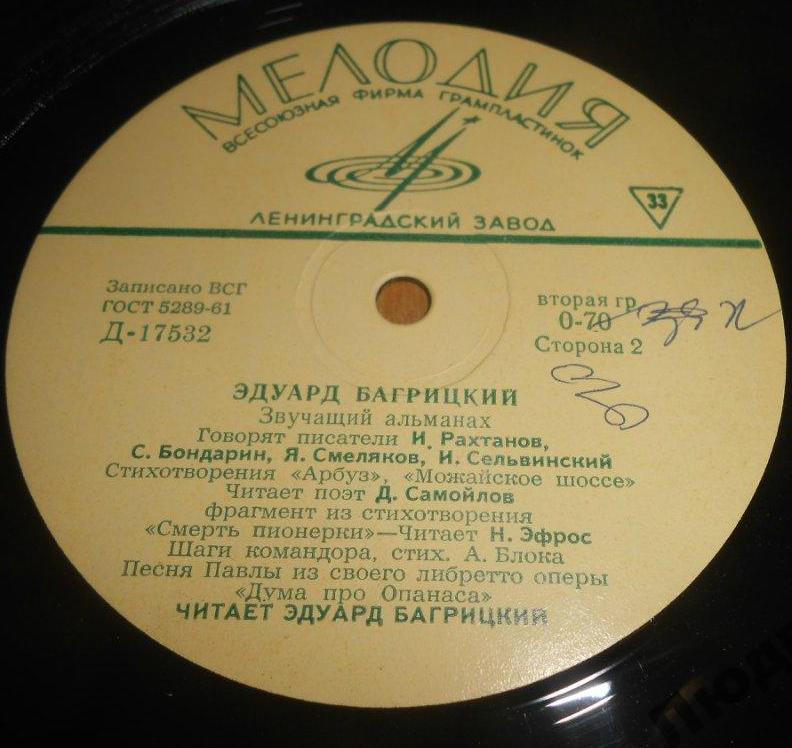 МЕЛОДИЯ
ВСЕСОЮЗНАЯ ФИРМА ГРАМПЛАСТИНОК
ЛЕНИНГРАДСКИЙ ЗАВОД
33
Записано ВСГ
ГОСТ 5289-61
Д-17532
вторая гр.
0-70
Сторона 2
ЭДУАРД БАГРИЦКИЙ
Звучащий альманах
Говорят писатели И. Рахтанов,
С. Бондарин, Я. Смеляков, И. Сельвинский
Стихотворения «Арбуз», «Можайское шоссе»
Читает поэт Д. Самойлов
фрагмент из стихотворения
«Смерть пионерки»—Читает Н. Эфрос
Шаги командора, стих. А. Блока
Песня Павлы из своего либретто оперы
«Дума про Опанаса»
ЧИТАЕТ ЭДУАРД БАГРИЦКИЙ